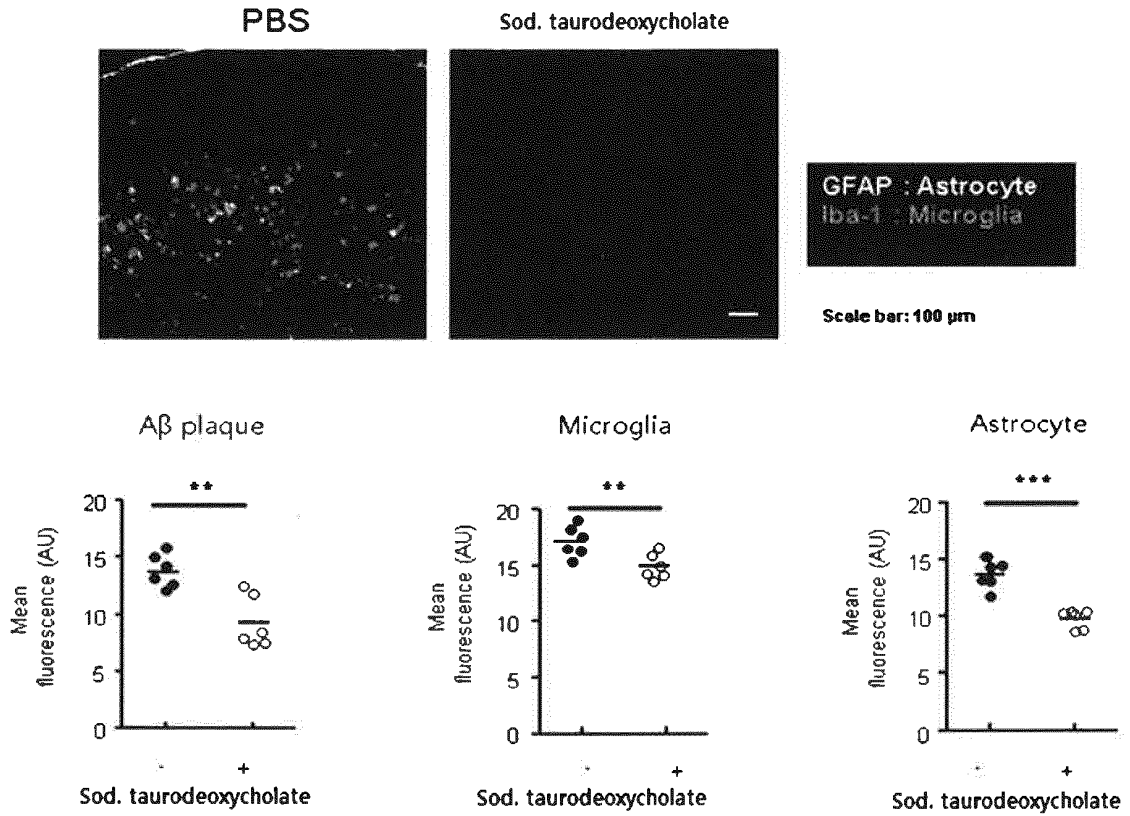 PBS
Sod. taurodeoxycholate
GFAP : Astrocyte
Iba-1 : Microglia
Scale bar: 100 µm
Aβ plaque
Mean
fluorescence (AU)
20
15
10
5
0
**
-
+
Sod. taurodeoxycholate
Microglia
Mean
fluorescence (AU)
20
15
10
5
0
**
-
+
Sod. taurodeoxycholate
Astrocyte
Mean
fluorescence (AU)
20
15
10
5
0
***
-
+
Sod. taurodeoxycholate